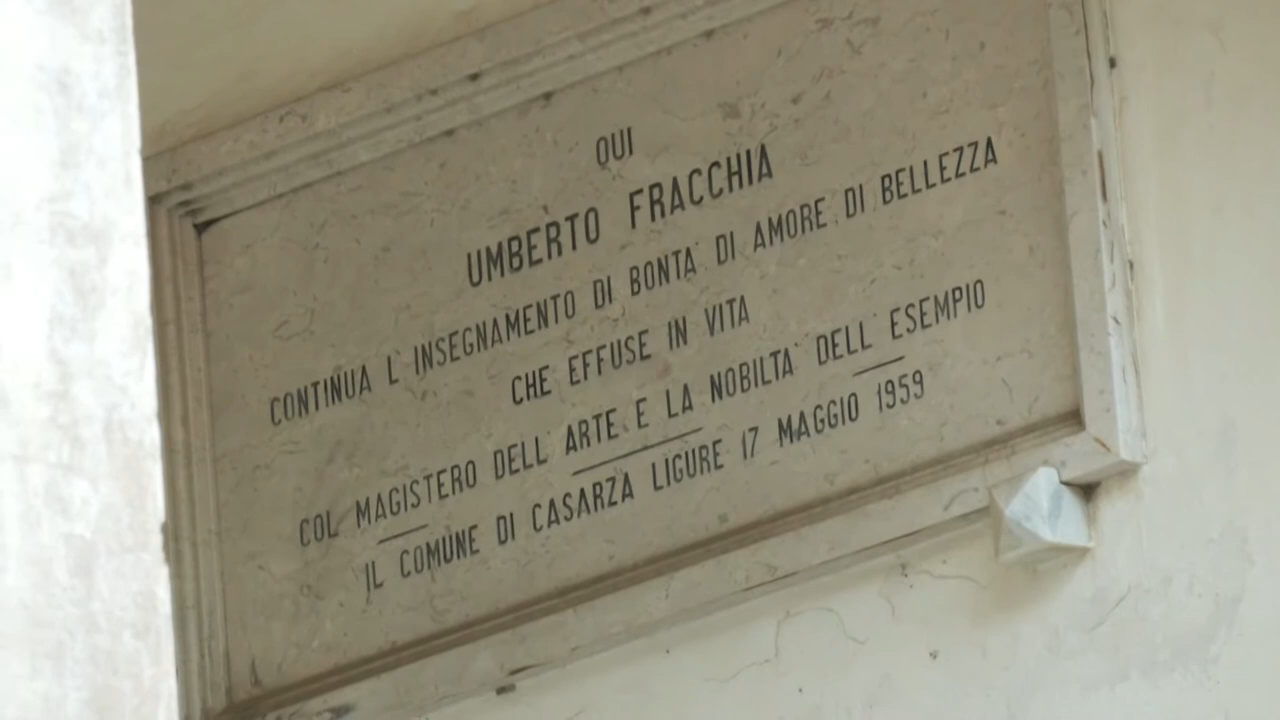 QUI
UMBERTO FRACCHIA
CONTINUA L' INSEGNAMENTO DI BONTA' DI AMORE DI BELLEZZA
CHE EFFUSE IN VITA
COL MAGISTERO DELL' ARTE E LA NOBILTA' DELL' ESEMPIO
IL COMUNE DI CASARZA LIGURE 17 MAGGIO 1959